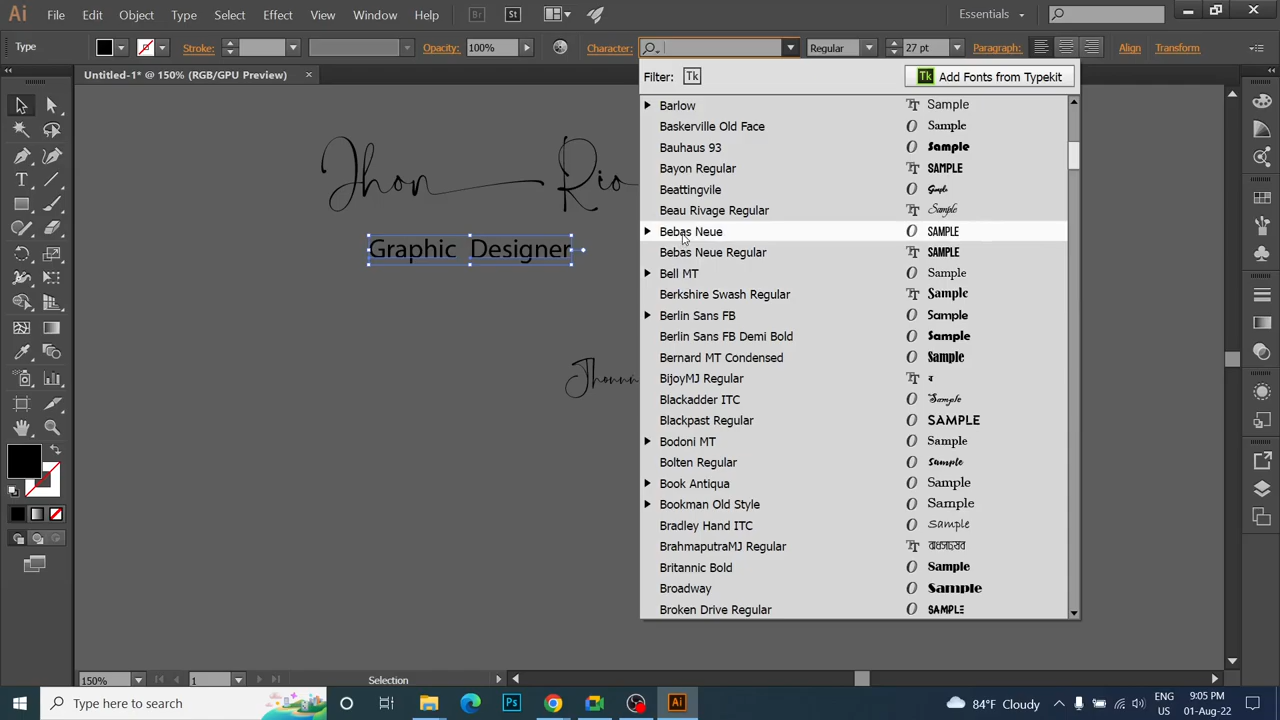 Ai File Edit Object Type Select Effect View Window Help Br St Essentials
Type Stroke: Opacity: 100% Character: Regular 27 pt Paragraph: Align Transform
Untitled-1* @ 150% (RGB/GPU Preview) ×
Filter: Tk Tk Add Fonts from Typekit
Barlow Sample
Baskerville Old Face Sample
Bauhaus 93 Sample
Bayon Regular SAMPLE
Beattingvile Sample
Beau Rivage Regular Sample
Bebas Neue SAMPLE
Bebas Neue Regular SAMPLE
Bell MT Sample
Berkshire Swash Regular Sample
Berlin Sans FB Sample
Berlin Sans FB Demi Bold Sample
Bernard MT Condensed Sample
BijoyMJ Regular
Blackadder ITC Sample
Blackpast Regular SAMPLE
Bodoni MT Sample
Bolten Regular Sample
Book Antiqua Sample
Bookman Old Style Sample
Bradley Hand ITC Sample
BrahmaputraMJ Regular
Britannic Bold Sample
Broadway Sample
Broken Drive Regular SAMPLE
Jhon Rio
Graphic Designer
150% 1 Selection
Type here to search Ps Ai 84°F Cloudy ENG US 9:05 PM 01-Aug-22